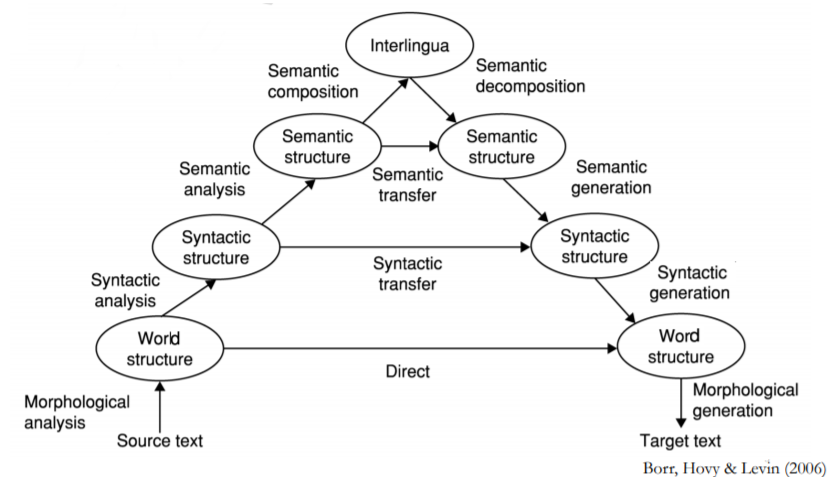 Interlingua
Semantic
composition
Semantic
decomposition
Semantic
structure
Semantic
structure
Semantic
analysis
Semantic
transfer
Semantic
generation
Syntactic
structure
Syntactic
structure
Syntactic
analysis
Syntactic
transfer
Syntactic
generation
World
structure
Word
structure
Direct
Morphological
analysis
Morphological
generation
Source text
Target text
Borr, Hovy & Levin (2006)